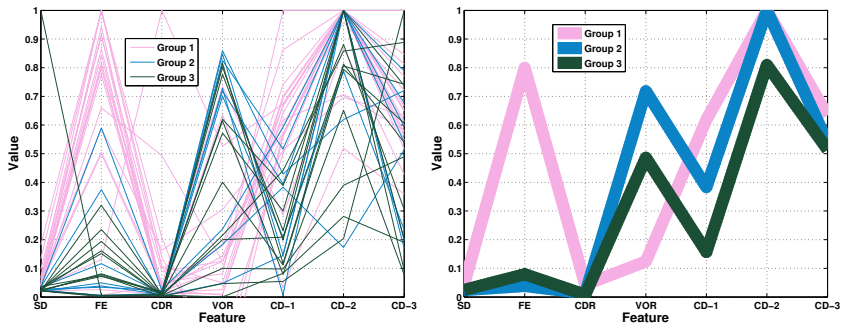 1
0.9
0.8
0.7
0.6
0.5
0.4
0.3
0.2
0.1
0
Value
Group 1
Group 2
Group 3
SD FE CDR VOR CD-1 CD-2 CD-3
Feature
1
0.9
0.8
0.7
0.6
0.5
0.4
0.3
0.2
0.1
0
Value
Group 1
Group 2
Group 3
SD FE CDR VOR CD-1 CD-2 CD-3
Feature